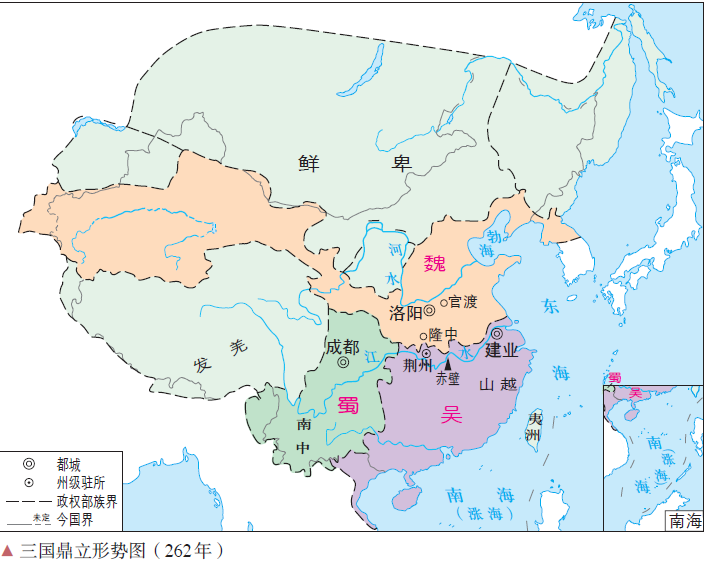 鲜卑
河水
勃海
魏
官渡
洛阳
隆中
发羌
成都
江水
荆州
赤壁
建业
东海
山越
蜀
吴
南中
夷洲
南海
（涨海）
蜀
吴
南海
涨海
南海
都城
州级驻所
政权部族界
未定
今国界
▲ 三国鼎立形势图（262年）